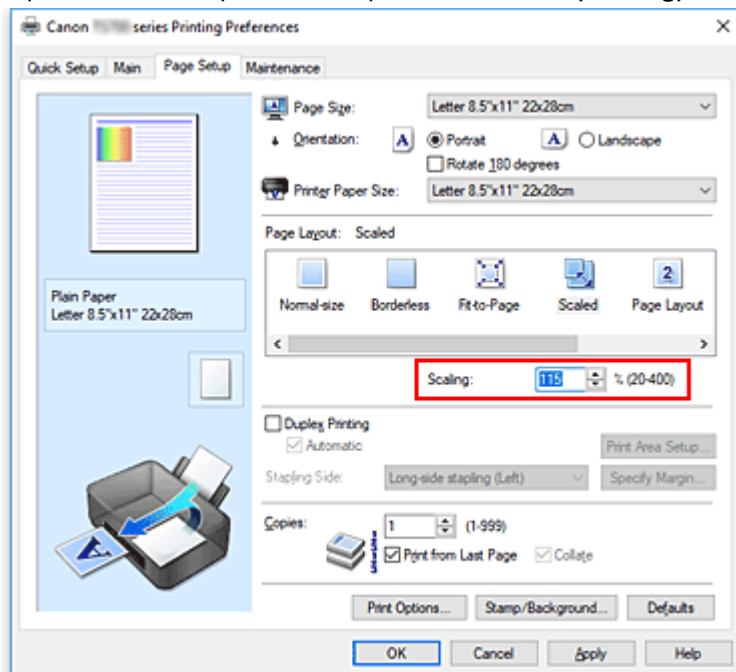 Canon series Printing Preferences
Quick Setup Main Page Setup Maintenance
Page Size: Letter 8.5"x11" 22x28cm
Orientation: A Portrait A Landscape
Rotate 180 degrees
Printer Paper Size: Letter 8.5"x11" 22x28cm
Page Layout: Scaled
Normal-size Borderless Fit-to-Page Scaled 2 Page Layout
Plain Paper
Letter 8.5"x11" 22x28cm
Scaling: 115 % (20-400)
Duplex Printing
Automatic
Print Area Setup...
Stapling Side: Long-side stapling (Left) Specify Margin...
Copies: 1 (1-999)
Print from Last Page Collate
Print Options... Stamp/Background... Defaults
OK Cancel Apply Help